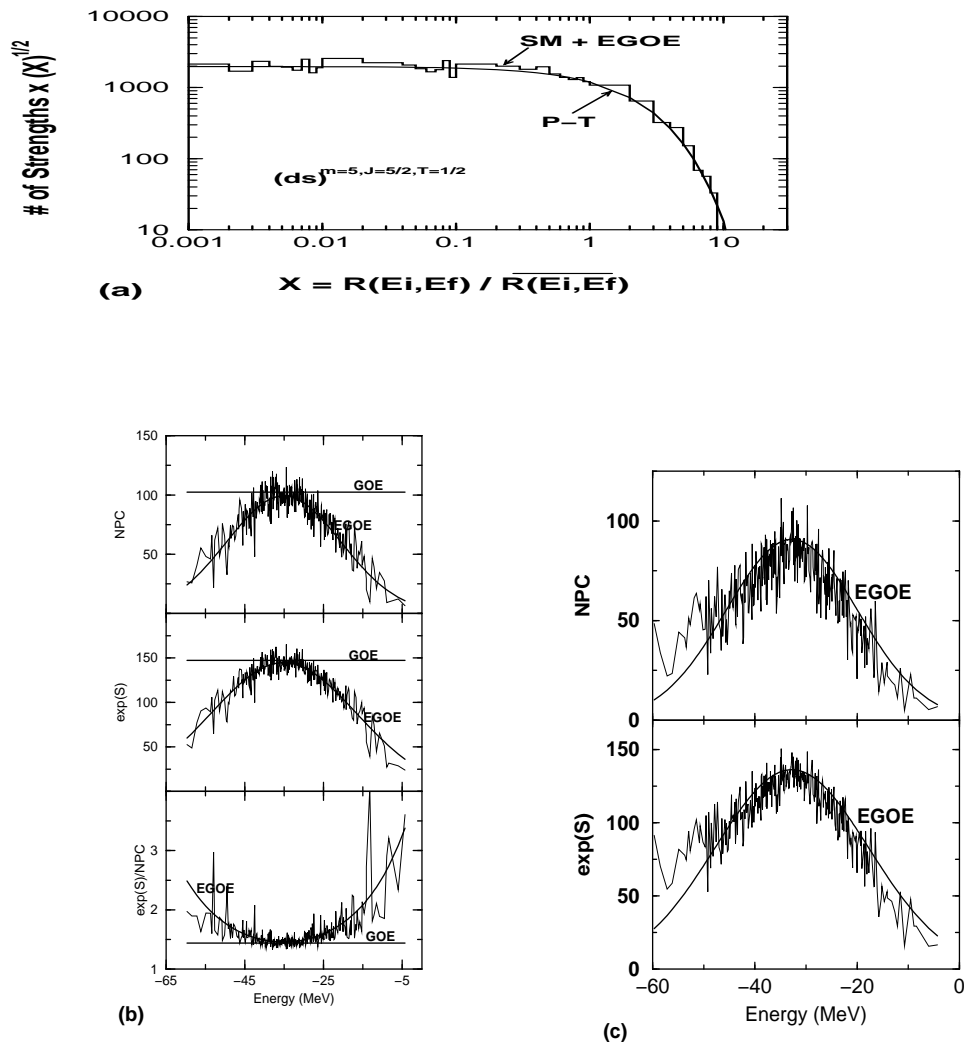 10000
1000
100
10
# of Strengths x (X)^1/2
SM + EGOE
P−T
(ds)^m=5,J=5/2,T=1/2
0.001 0.01 0.1 1 10
(a) X = R(Ei,Ef) / R(Ei,Ef)
150
100
50
NPC
GOE
EGOE
150
100
50
exp(S)
GOE
EGOE
3
2
1
exp(S)/NPC
EGOE
GOE
−65 −45 −25 −5
Energy (MeV)
(b)
100
50
0
NPC
EGOE
150
100
50
0
exp(S)
EGOE
−60 −40 −20 0
Energy (MeV)
(c)